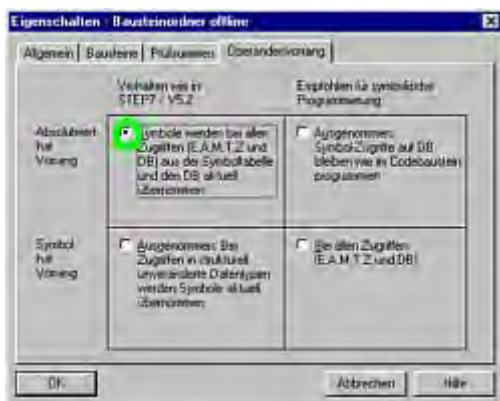 Eigenschaften - Bausteinordner offline
Allgemein Bausteine Prüfsummen Operandenvorrang
Verhalten wie in
STEP7 / V5.2
Empfohlen für symbolische
Programmierung
Absolutwert
hat
Vorrang
Symbole werden bei allen
Zugriffen (E,A,M,T,Z und
DB) aus der Symboltabelle
und den DB aktuell
übernommen
Ausgenommen:
Symbol-Zugriffe auf DB
bleiben wie im Codebaustein
programmiert
Symbol
hat
Vorrang
Ausgenommen: Bei
Zugriffen in strukturell
unveränderte Datentypen
werden Symbole aktuell
übernommen
Bei allen Zugriffen
(E,A,M,T,Z und DB)
OK
Abbrechen
Hilfe